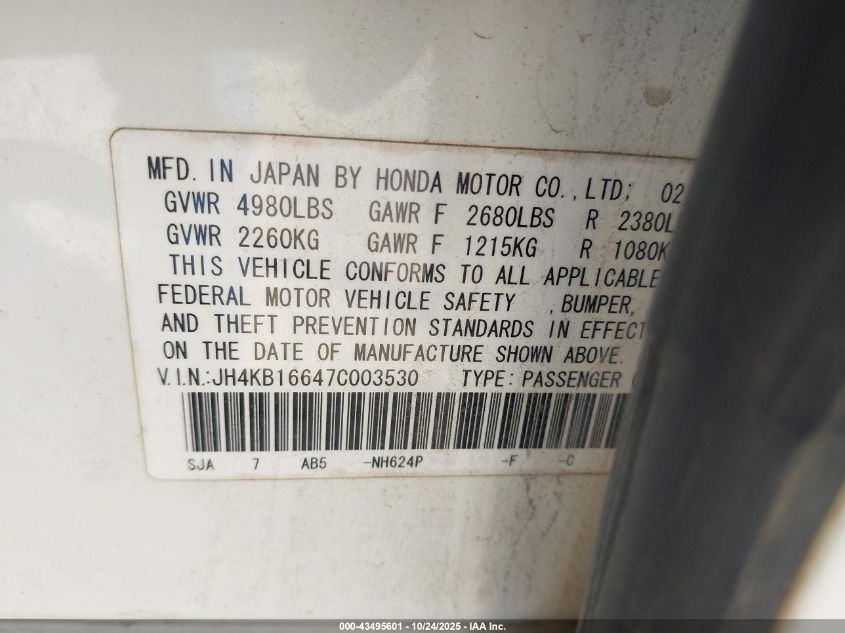 MFD. IN JAPAN BY HONDA MOTOR CO., LTD; 02
GVWR 4980LBS GAWR F 2680LBS R 2380L
GVWR 2260KG GAWR F 1215KG R 1080K
THIS VEHICLE CONFORMS TO ALL APPLICABLE
FEDERAL MOTOR VEHICLE SAFETY , BUMPER,
AND THEFT PREVENTION STANDARDS IN EFFECT
ON THE DATE OF MANUFACTURE SHOWN ABOVE.
V.I.N.:JH4KB16647C003530 TYPE: PASSENGER
SJA 7 AB5 -NH624P -F -C
000-43495601 - 10/24/2025 - IAA Inc.